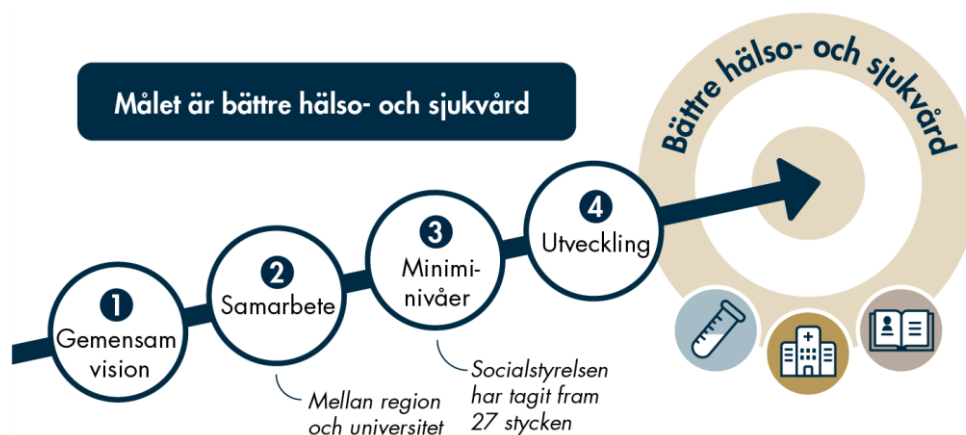 Målet är bättre hälso- och sjukvård
Bättre hälso- och sjukvård
1
Gemensam
vision
2
Samarbete
Mellan region
och universitet
3
Minimi-
nivåer
Socialstyrelsen
har tagit fram
27 stycken
4
Utveckling